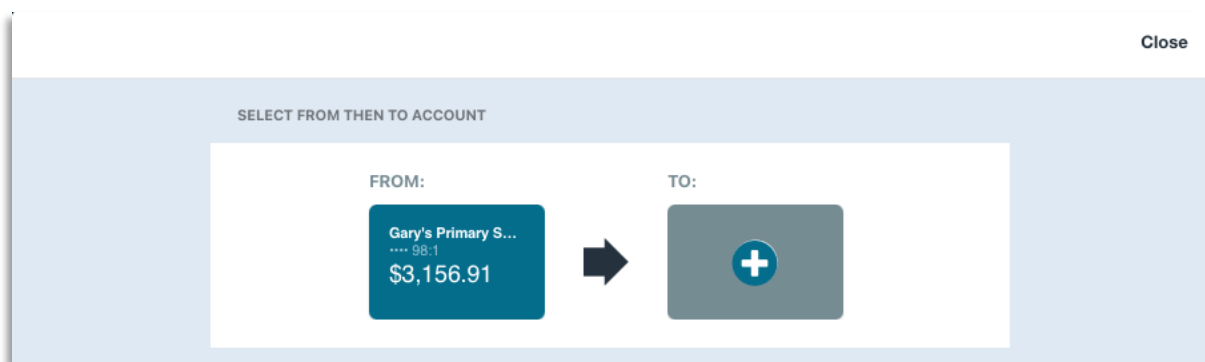 Close
SELECT FROM THEN TO ACCOUNT
FROM:
TO:
Gary's Primary S...
•••• 98:1
$3,156.91